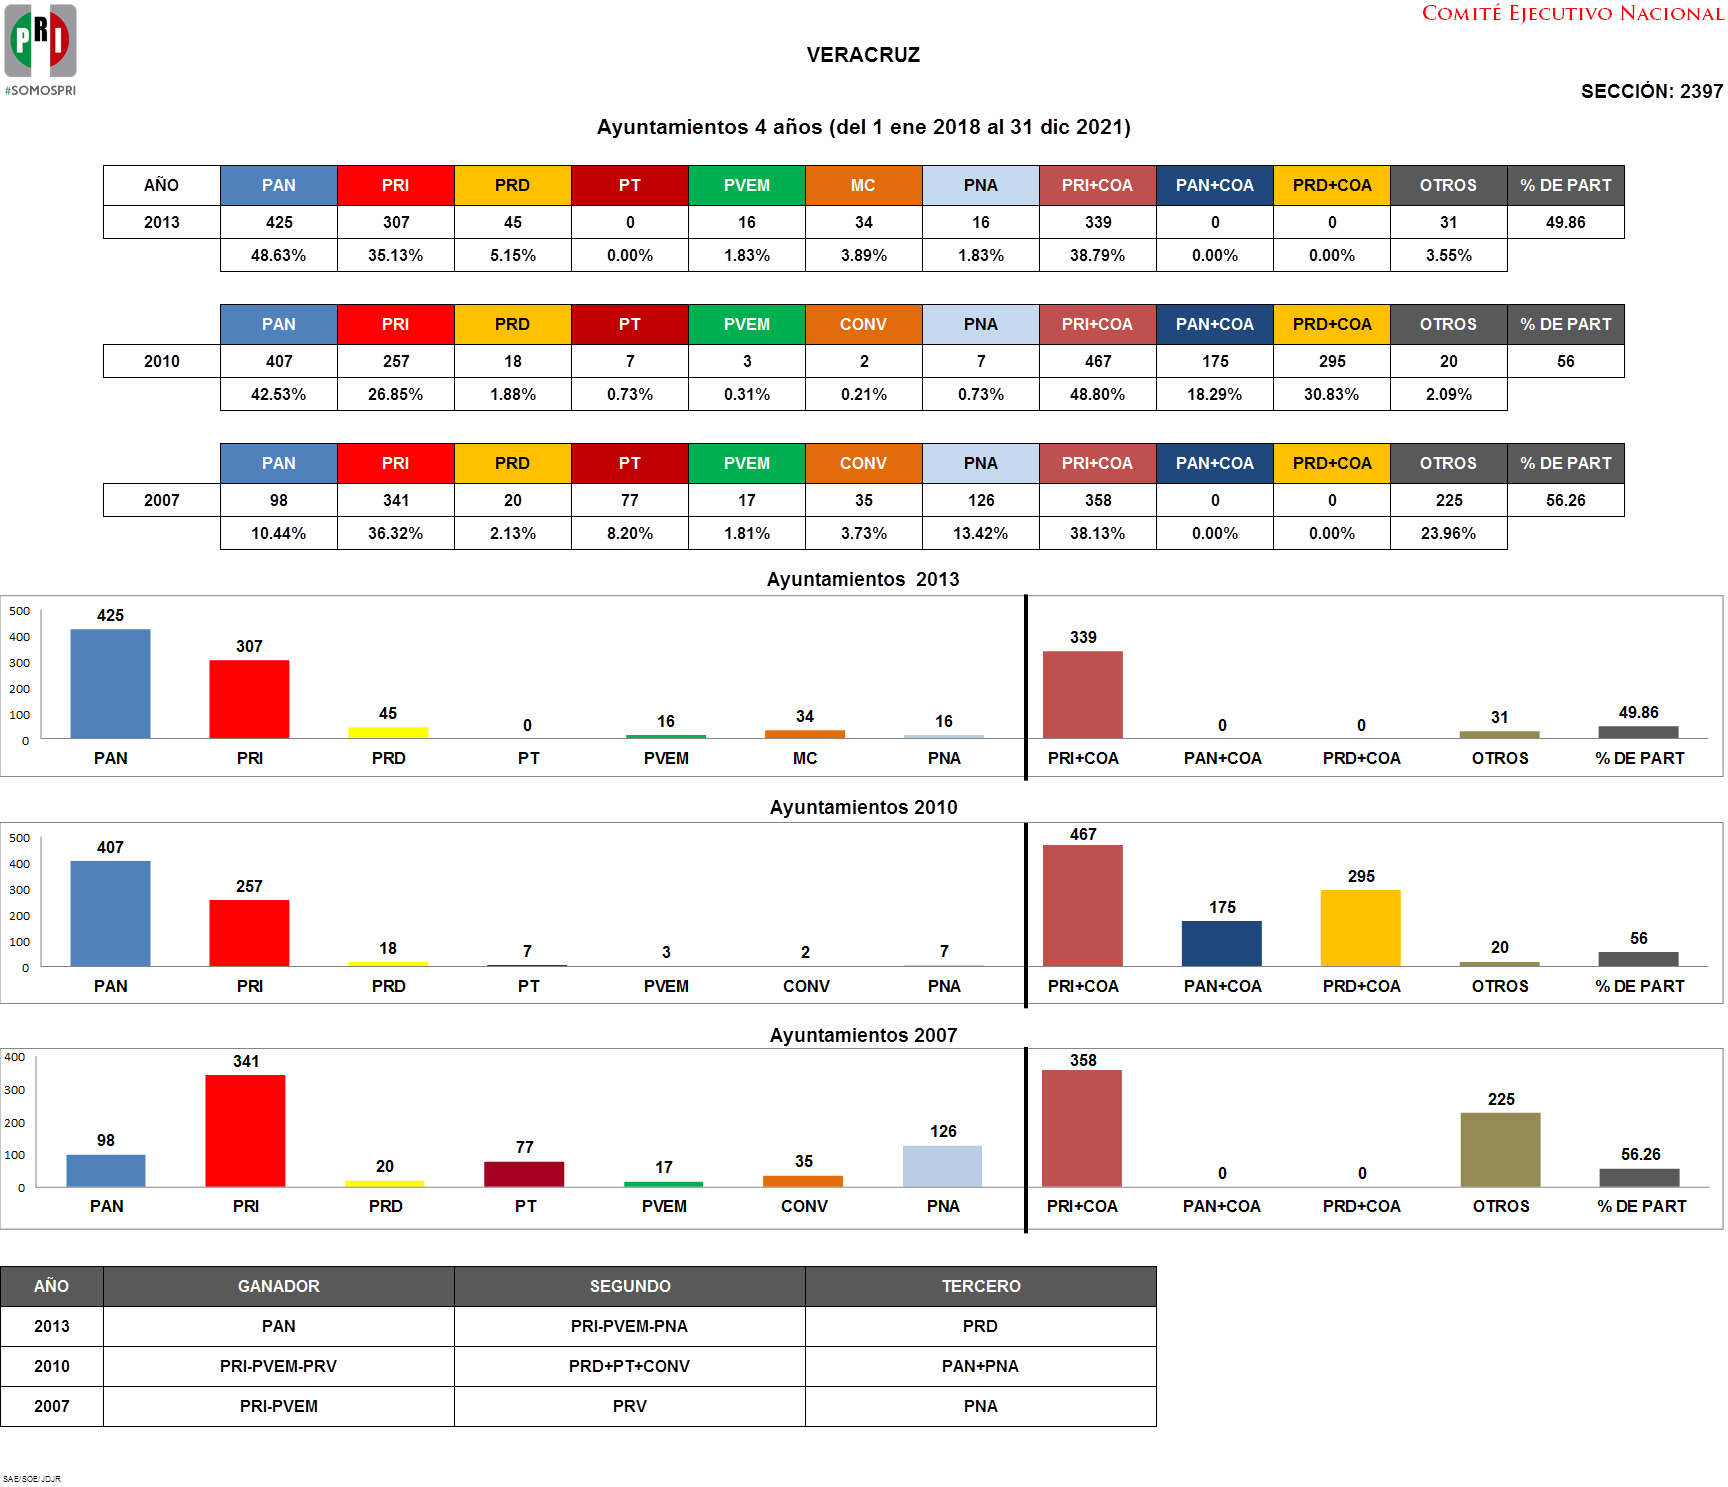 PRI
#SOMOSPRI
COMITÉ EJECUTIVO NACIONAL
VERACRUZ
SECCIÓN: 2397
Ayuntamientos 4 años (del 1 ene 2018 al 31 dic 2021)
AÑO PAN PRI PRD PT PVEM MC PNA PRI+COA PAN+COA PRD+COA OTROS % DE PART
2013 425 307 45 0 16 34 16 339 0 0 31 49.86
48.63% 35.13% 5.15% 0.00% 1.83% 3.89% 1.83% 38.79% 0.00% 0.00% 3.55%
PAN PRI PRD PT PVEM CONV PNA PRI+COA PAN+COA PRD+COA OTROS % DE PART
2010 407 257 18 7 3 2 7 467 175 295 20 56
42.53% 26.85% 1.88% 0.73% 0.31% 0.21% 0.73% 48.80% 18.29% 30.83% 2.09%
PAN PRI PRD PT PVEM CONV PNA PRI+COA PAN+COA PRD+COA OTROS % DE PART
2007 98 341 20 77 17 35 126 358 0 0 225 56.26
10.44% 36.32% 2.13% 8.20% 1.81% 3.73% 13.42% 38.13% 0.00% 0.00% 23.96%
Ayuntamientos 2013
500
400
300
200
100
0
425 307 45 0 16 34 16 339 0 0 31 49.86
PAN PRI PRD PT PVEM MC PNA PRI+COA PAN+COA PRD+COA OTROS % DE PART
Ayuntamientos 2010
500
400
300
200
100
0
407 257 18 7 3 2 7 467 175 295 20 56
PAN PRI PRD PT PVEM CONV PNA PRI+COA PAN+COA PRD+COA OTROS % DE PART
Ayuntamientos 2007
400
300
200
100
0
98 341 20 77 17 35 126 358 0 0 225 56.26
PAN PRI PRD PT PVEM CONV PNA PRI+COA PAN+COA PRD+COA OTROS % DE PART
AÑO GANADOR SEGUNDO TERCERO
2013 PAN PRI-PVEM-PNA PRD
2010 PRI-PVEM-PRV PRD+PT+CONV PAN+PNA
2007 PRI-PVEM PRV PNA
SAE/SOE/JDJR